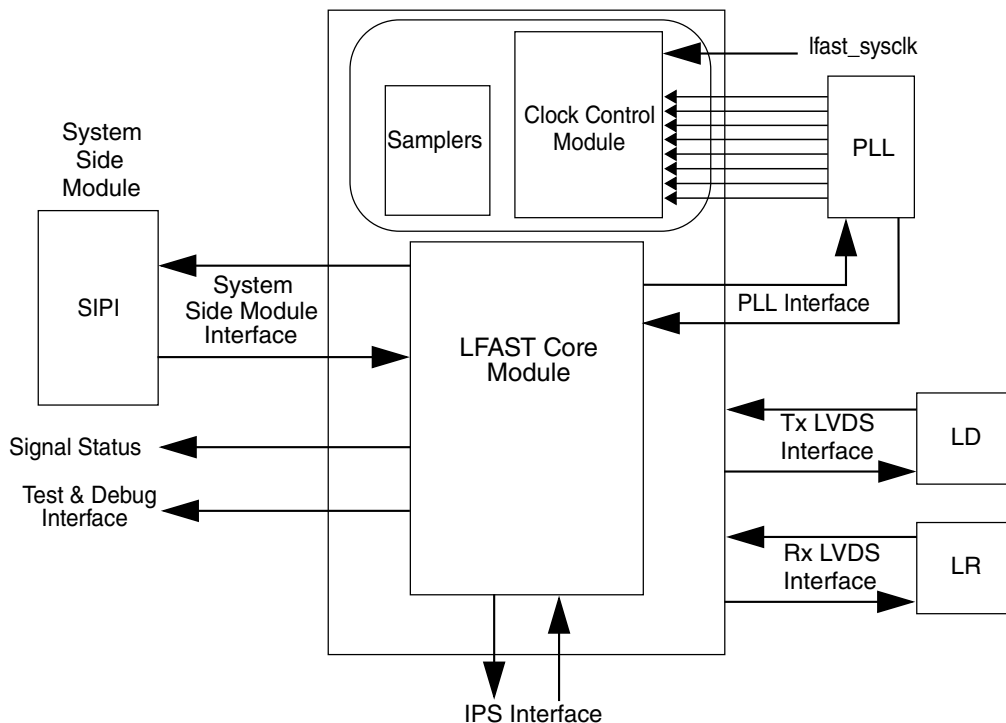 lfast_sysclk
Clock Control
Module
Samplers
PLL
System
Side
Module
SIPI
System
Side Module
Interface
PLL Interface
LFAST Core
Module
Tx LVDS
Interface
LD
Signal Status
Test & Debug
Interface
Rx LVDS
Interface
LR
IPS Interface